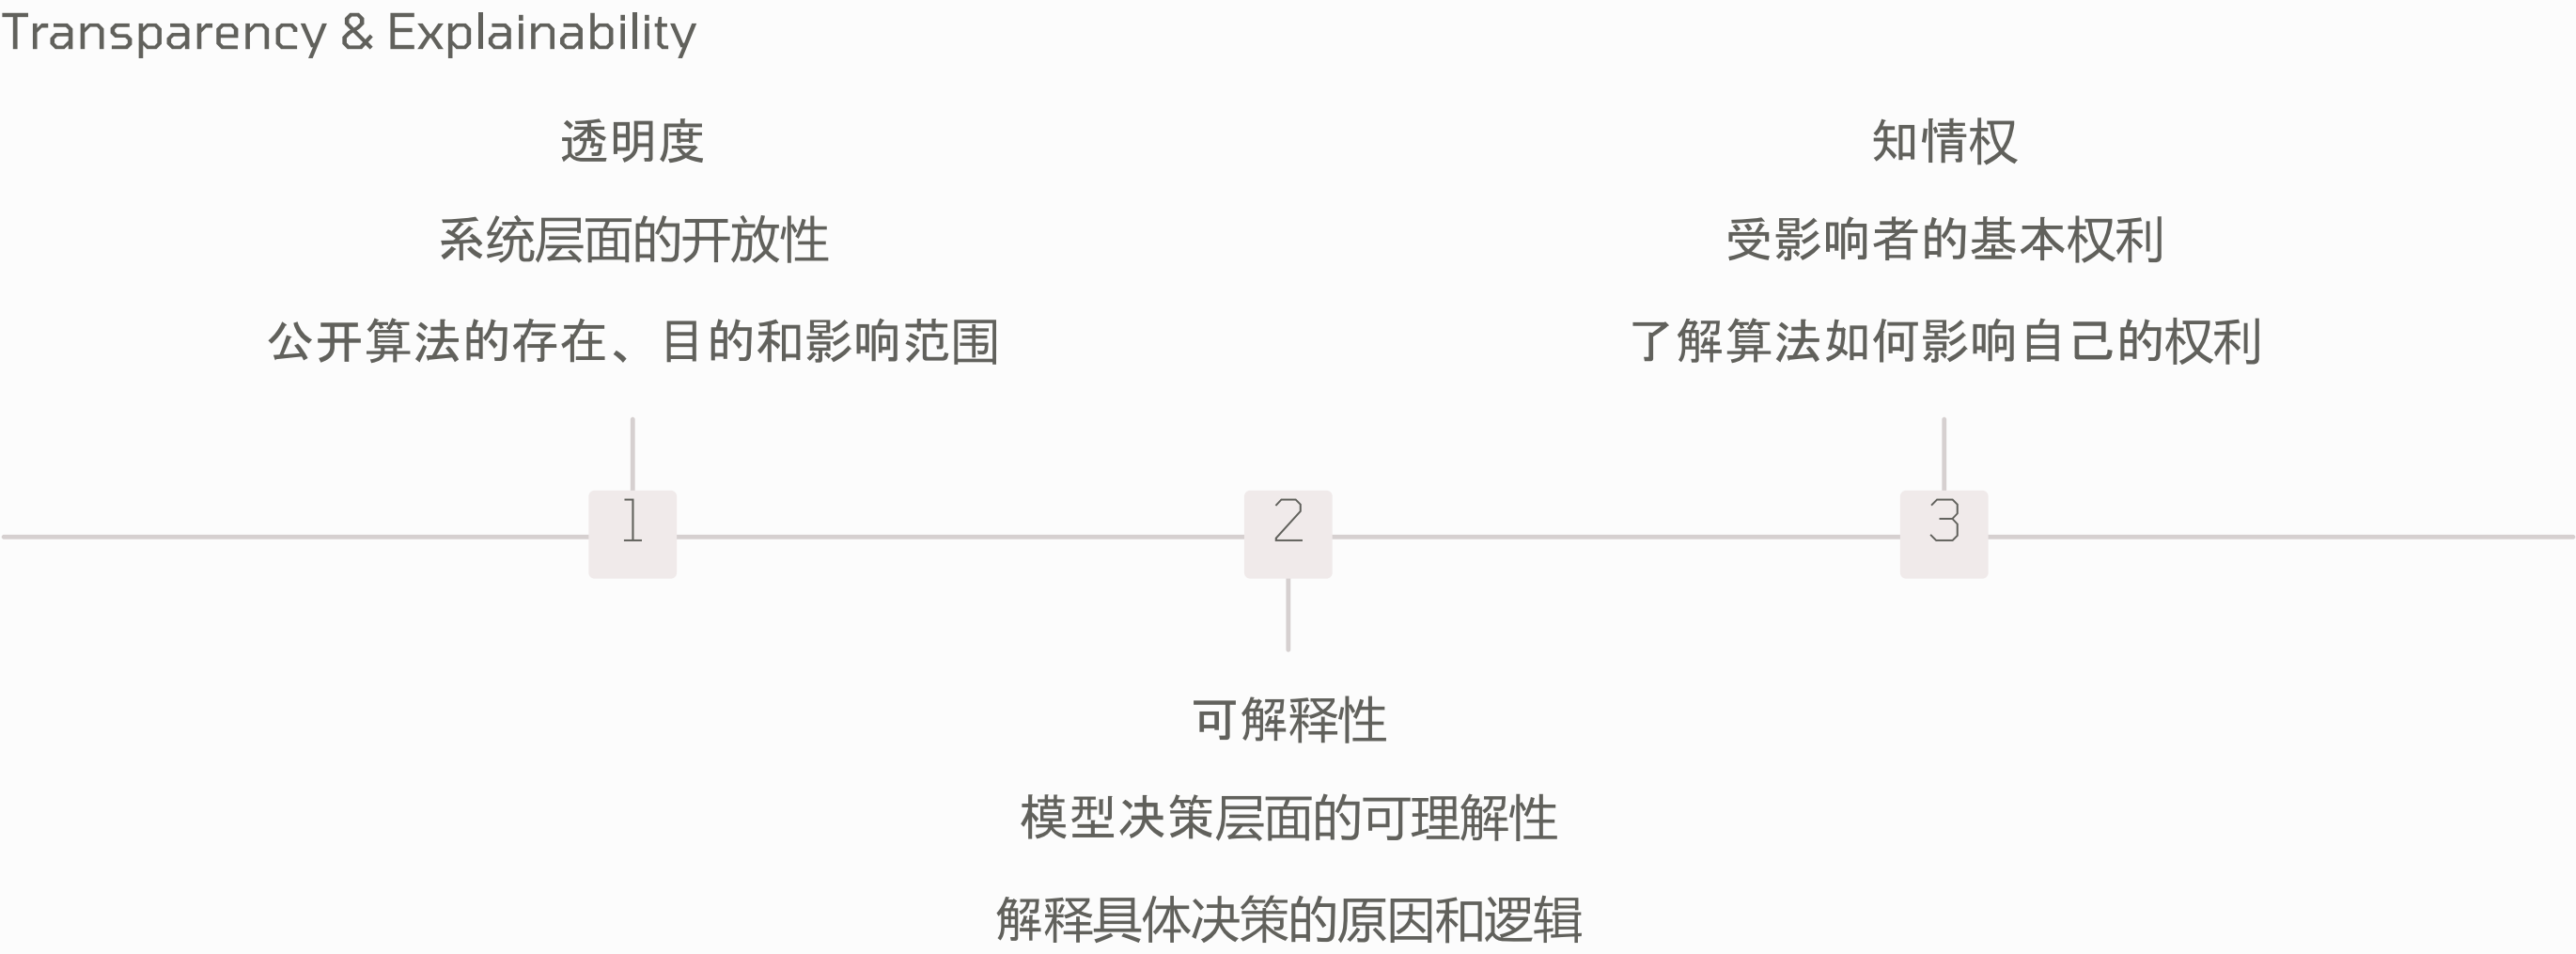 Transparency & Explainability
透明度
系统层面的开放性
公开算法的存在、目的和影响范围
1
2
可解释性
模型决策层面的可理解性
解释具体决策的原因和逻辑
知情权
受影响者的基本权利
了解算法如何影响自己的权利
3